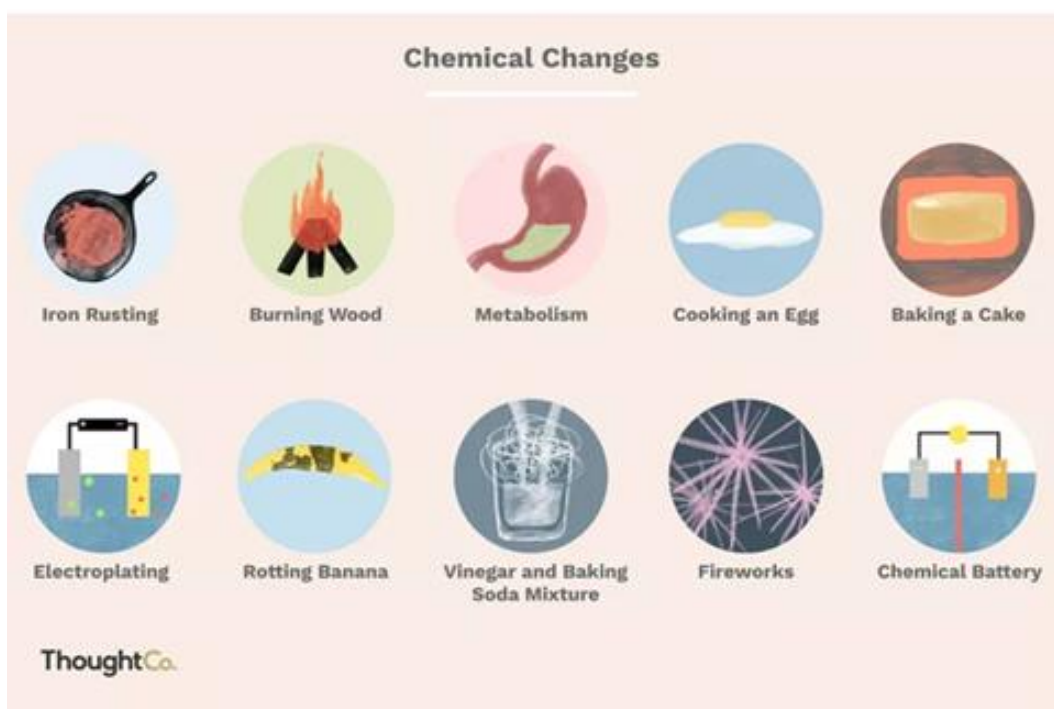 Chemical Changes
Iron Rusting
Burning Wood
Metabolism
Cooking an Egg
Baking a Cake
Electroplating
Rotting Banana
Vinegar and Baking
Soda Mixture
Fireworks
Chemical Battery
ThoughtCo.